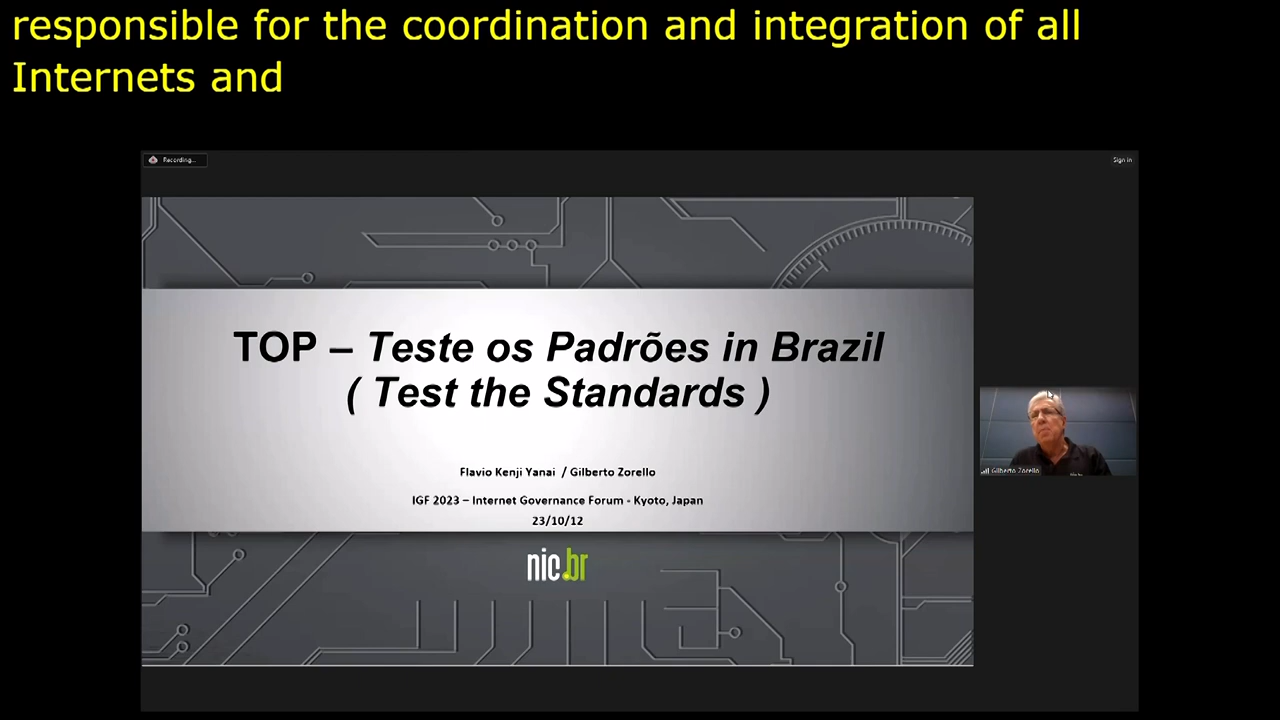 responsible for the coordination and integration of all
Internets and
Recording...
Sign in
TOP – Teste os Padrões in Brazil
( Test the Standards )
Flavio Kenji Yanai / Gilberto Zorello
IGF 2023 – Internet Governance Forum - Kyoto, Japan
23/10/12
nic.br
Gilberto Zorello